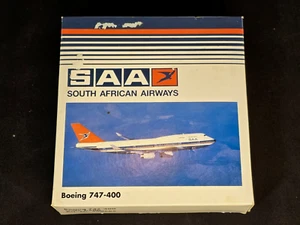 SAA
SOUTH AFRICAN AIRWAYS
Boeing 747-400